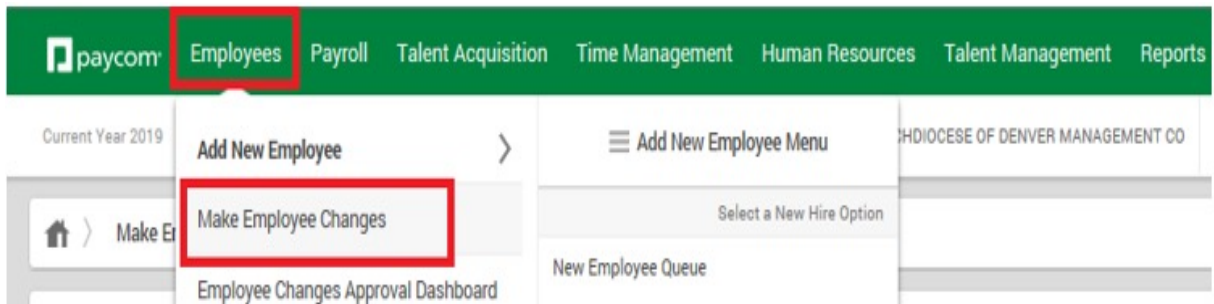 paycom Employees Payroll Talent Acquisition Time Management Human Resources Talent Management Reports
Current Year 2019
CHDIOCESE OF DENVER MANAGEMENT CO
Add New Employee
Make Employee Changes
Employee Changes Approval Dashboard
Add New Employee Menu
Select a New Hire Option
New Employee Queue
Make